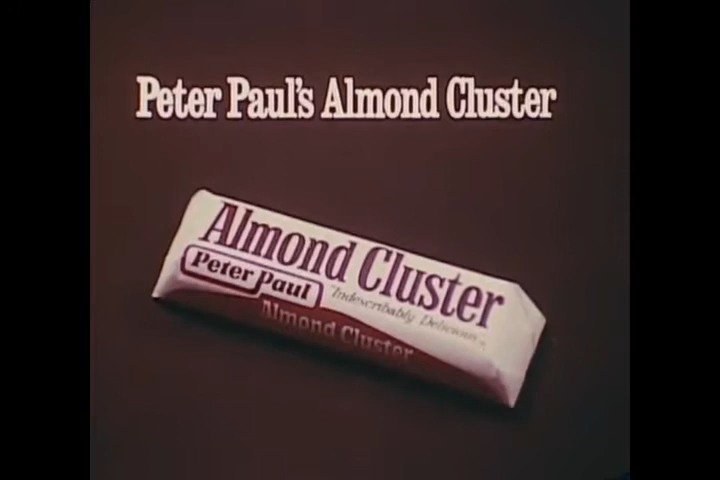 Peter Paul's Almond Cluster
Almond Cluster
Peter Paul
"Indescribably Delicious"
Almond Cluster